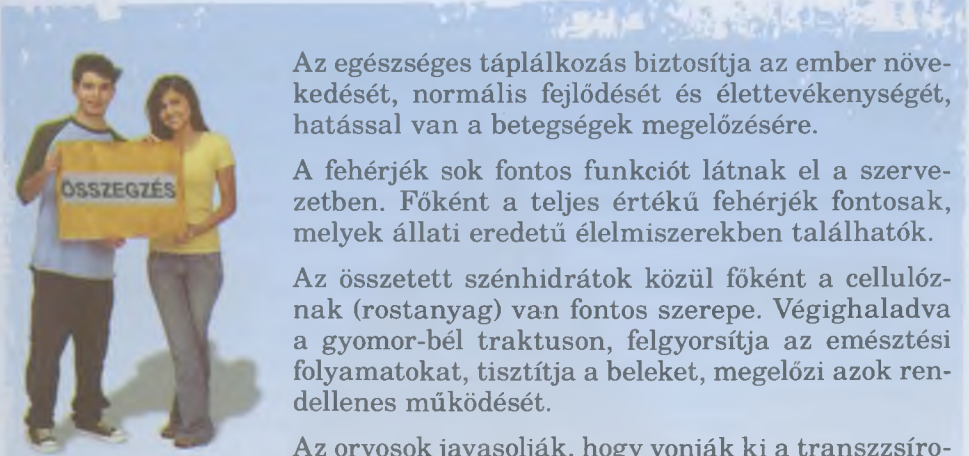 ÖSSZEGZÉS
Az egészséges táplálkozás biztosítja az ember növe-
kedését, normális fejlődését és élettevékenységét,
hatással van a betegségek megelőzésére.
A fehérjék sok fontos funkciót látnak el a szerve-
zetben. Főként a teljes értékű fehérjék fontosak,
melyek állati eredetű élelmiszerekben találhatók.
Az összetett szénhidrátok közül főként a cellulóz-
nak (rostanyag) van fontos szerepe. Végighaladva
a gyomor-bél traktuson, felgyorsítja az emésztési
folyamatokat, tisztítja a beleket, megelőzi azok ren-
dellenes működését.
Az orvosok javasolják, hogy vonják ki a transzzsíro-